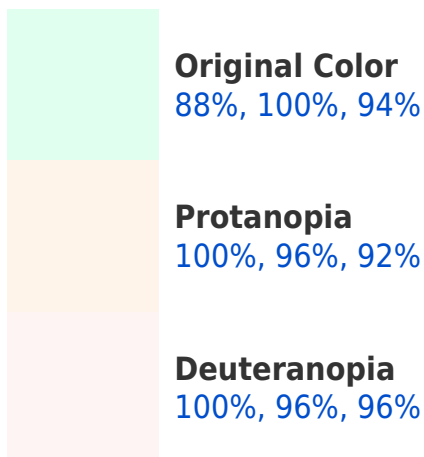 Original Color
88%, 100%, 94%
Protanopia
100%, 96%, 92%
Deuteranopia
100%, 96%, 96%